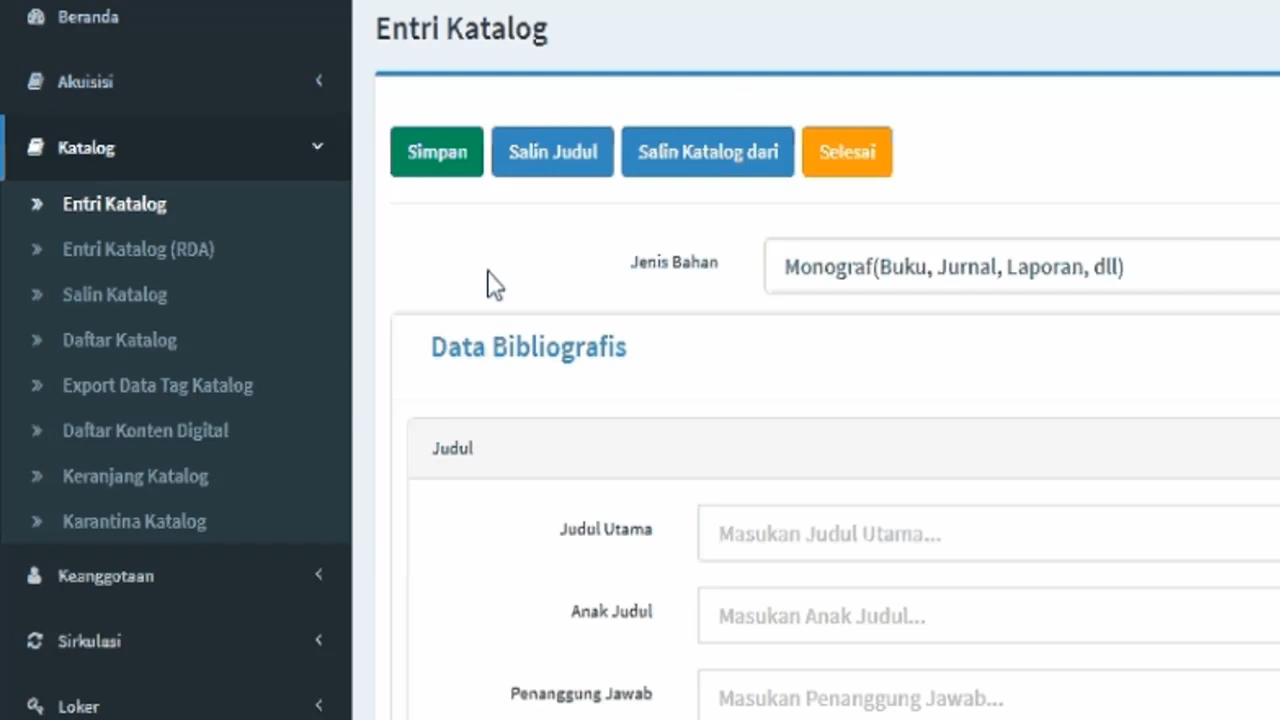 Beranda
Akuisisi
Katalog
Entri Katalog
Entri Katalog (RDA)
Salin Katalog
Daftar Katalog
Export Data Tag Katalog
Daftar Konten Digital
Keranjang Katalog
Karantina Katalog
Keanggotaan
Sirkulasi
Loker
Entri Katalog
Simpan
Salin Judul
Salin Katalog dari
Selesai
Jenis Bahan
Monograf(Buku, Jurnal, Laporan, dll)
Data Bibliografis
Judul
Judul Utama
Masukan Judul Utama...
Anak Judul
Masukan Anak Judul...
Penanggung Jawab
Masukan Penanggung Jawab...